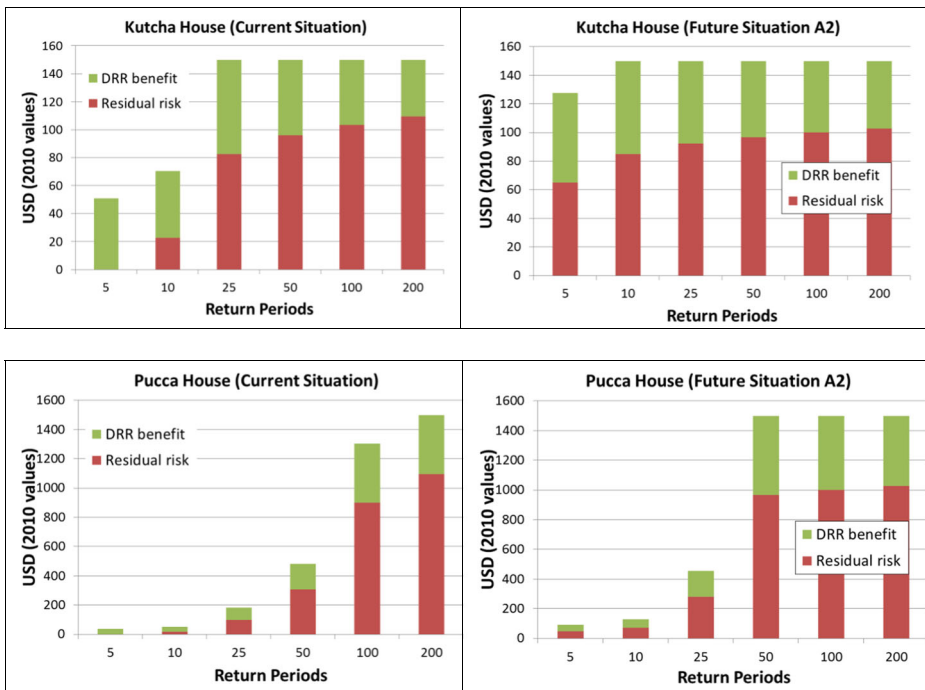 Kutcha House (Current Situation)
160
140
120
100
80
60
40
20
0
USD (2010 values)
DRR benefit
Residual risk
5 10 25 50 100 200
Return Periods
Kutcha House (Future Situation A2)
160
140
120
100
80
60
40
20
0
USD (2010 values)
DRR benefit
Residual risk
5 10 25 50 100 200
Return Periods
Pucca House (Current Situation)
1600
1400
1200
1000
800
600
400
200
0
USD (2010 values)
DRR benefit
Residual risk
5 10 25 50 100 200
Return Periods
Pucca House (Future Situation A2)
1600
1400
1200
1000
800
600
400
200
0
USD (2010 values)
DRR benefit
Residual risk
5 10 25 50 100 200
Return Periods